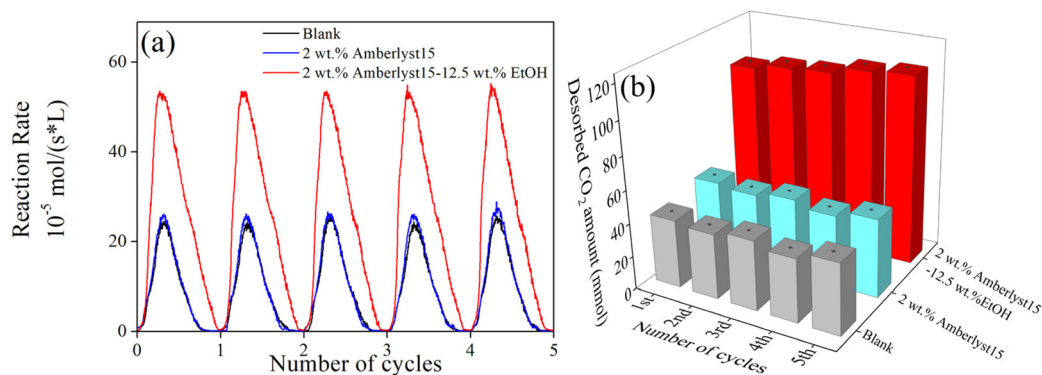 (a)
Blank
2 wt.% Amberlyst15
2 wt.% Amberlyst15-12.5 wt.% EtOH
Reaction Rate
10⁻⁵ mol/(s*L)
60
40
20
0
0 1 2 3 4 5
Number of cycles
(b)
Desorbed CO₂ amount (mmol)
120
100
80
60
40
20
0
1st
2nd
3rd
4th
5th
Number of cycles
Blank
2 wt.% Amberlyst15
2 wt.% Amberlyst15
-12.5 wt.%EtOH